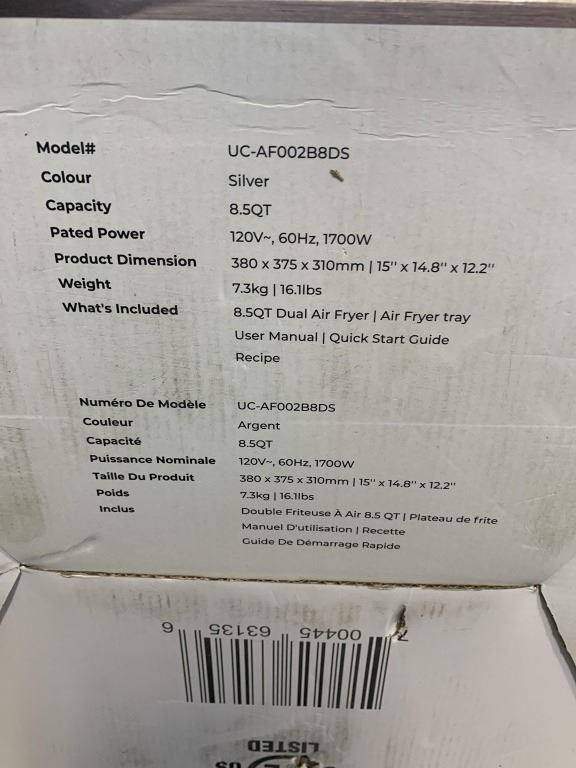 Model# UC-AF002B8DS
Colour Silver
Capacity 8.5QT
Pated Power 120V~, 60Hz, 1700W
Product Dimension 380 x 375 x 310mm | 15'' x 14.8'' x 12.2''
Weight 7.3kg | 16.1lbs
What's Included 8.5QT Dual Air Fryer | Air Fryer tray
User Manual | Quick Start Guide
Recipe
Numéro De Modèle UC-AF002B8DS
Couleur Argent
Capacité 8.5QT
Puissance Nominale 120V~, 60Hz, 1700W
Taille Du Produit 380 x 375 x 310mm | 15'' x 14.8'' x 12.2''
Poids 7.3kg | 16.1lbs
Inclus Double Friteuse À Air 8.5 QT | Plateau de frite
Manuel D'utilisation | Recette
Guide De Démarrage Rapide
7 00445 63135 6
LISTED
US